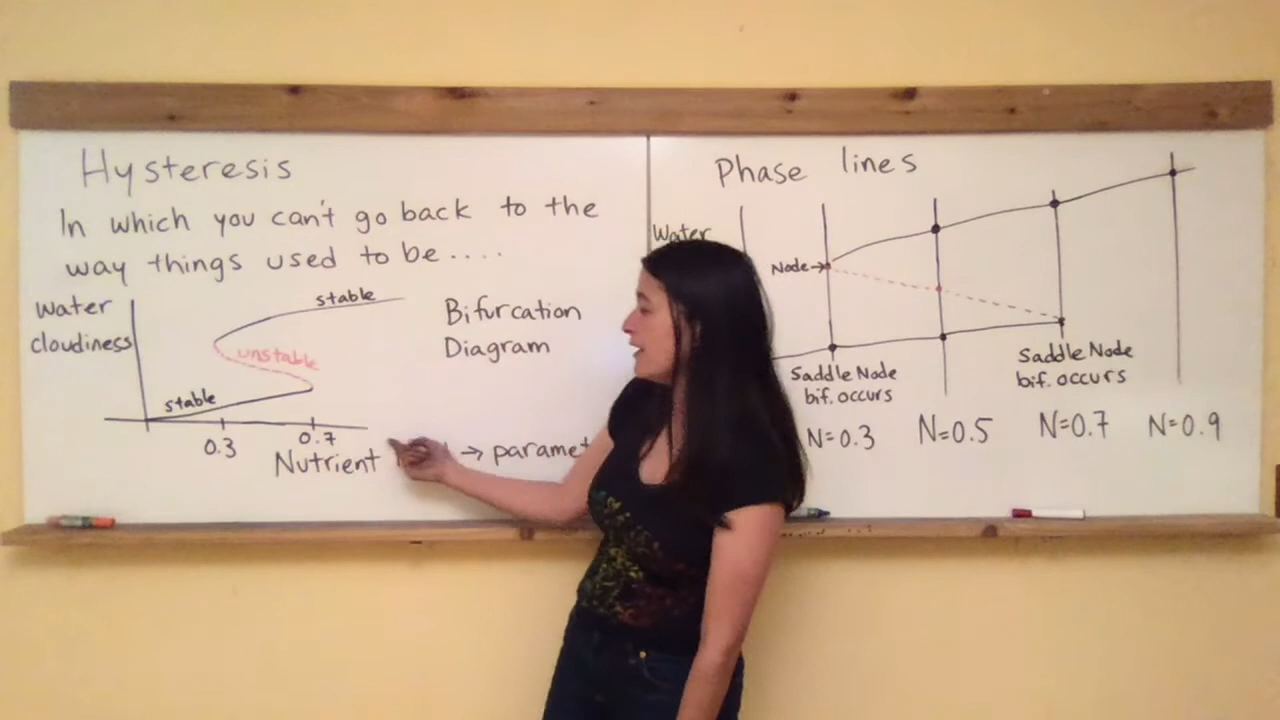 Hysteresis
In which you can't go back to the
way things used to be....
Water
cloudiness
stable
unstable
stable
0.3
0.7
Nutrient
Bifurcation
Diagram
→
Phase lines
Water
Node→
Saddle Node
bif. occurs
Saddle Node
bif. occurs
N=0.3
N=0.5
N=0.7
N=0.9